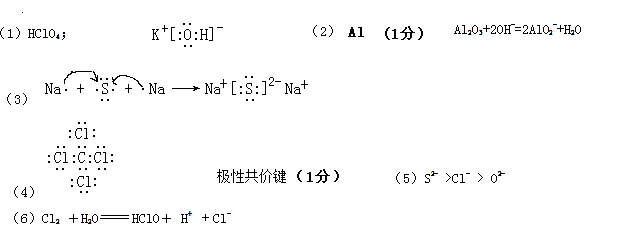 (1) HClO₄； K⁺[:Ö:H]⁻ (2) Al (1分) Al₂O₃+2OH⁻=2AlO₂⁻+H₂O
(3) Na· + ·S· + ·Na ⟶ Na⁺[:S:]²⁻Na⁺
:Cl:
:Cl:C:Cl:
(4) :Cl: 极性共价键 (1分) (5) S²⁻ >Cl⁻ > O²⁻
(6) Cl₂ +H₂O══HClO+ H⁺ +Cl⁻